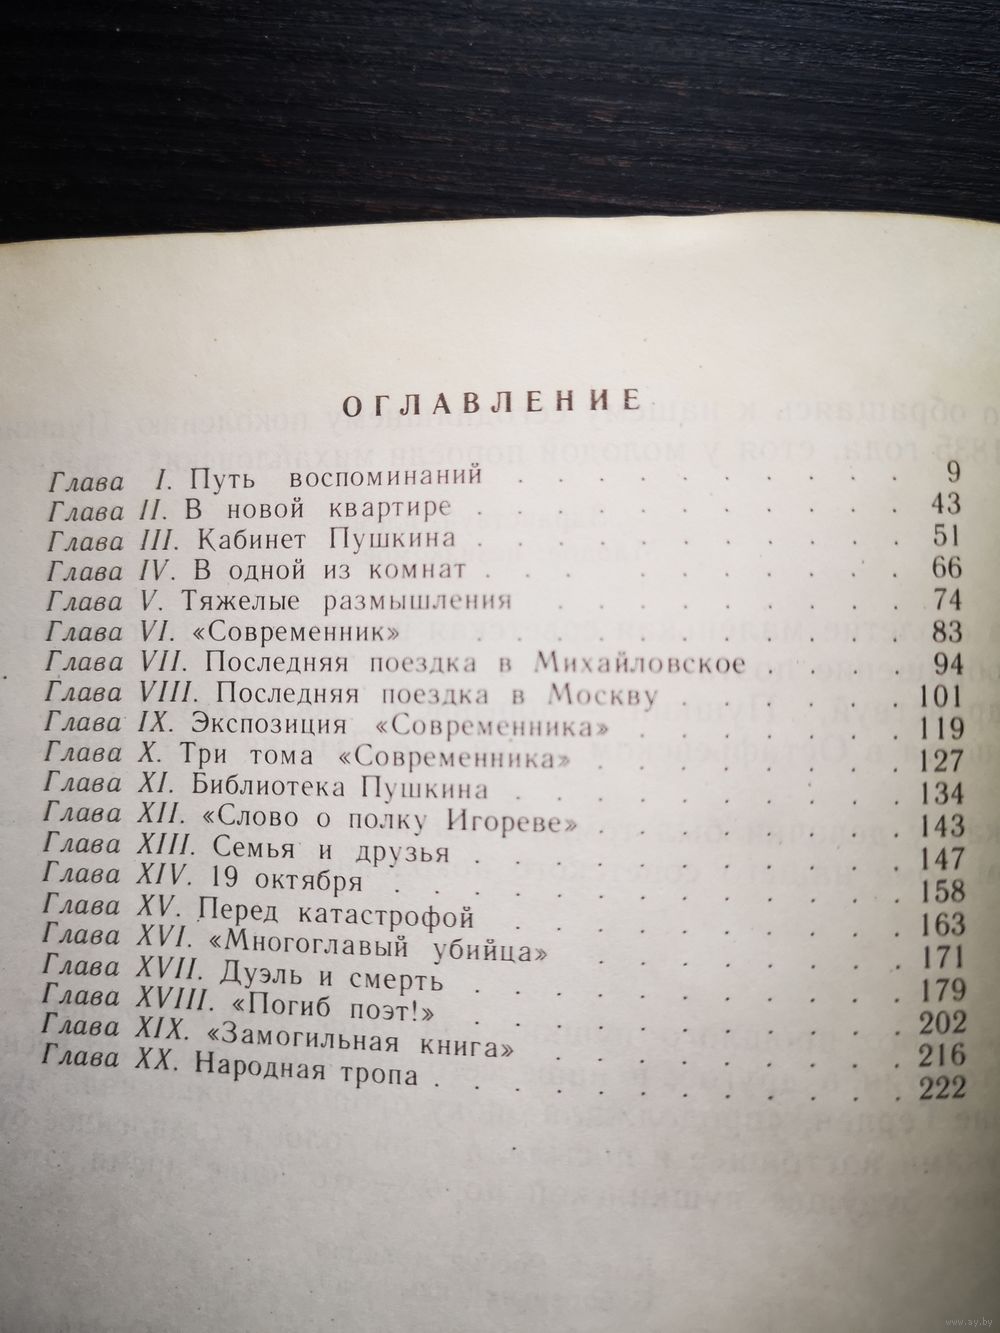 ОГЛАВЛЕНИЕ
Глава I. Путь воспоминаний . . . . . . . . . . 9
Глава II. В новой квартире . . . . . . . . . . . 43
Глава III. Кабинет Пушкина . . . . . . . . . . . 51
Глава IV. В одной из комнат . . . . . . . . . . 66
Глава V. Тяжелые размышления . . . . . . . . . 74
Глава VI. «Современник» . . . . . . . . . . 83
Глава VII. Последняя поездка в Михайловское . . . . 94
Глава VIII. Последняя поездка в Москву . . . . . . 101
Глава IX. Экспозиция «Современника» . . . . . . . 119
Глава X. Три тома «Современника» . . . . . . . . 127
Глава XI. Библиотека Пушкина . . . . . . . . . . 134
Глава XII. «Слово о полку Игореве» . . . . . . . . 143
Глава XIII. Семья и друзья . . . . . . . . . . . 147
Глава XIV. 19 октября . . . . . . . . . . . . 158
Глава XV. Перед катастрофой . . . . . . . . . . 163
Глава XVI. «Многоглавый убийца» . . . . . . . . 171
Глава XVII. Дуэль и смерть . . . . . . . . . . . 179
Глава XVIII. «Погиб поэт!» . . . . . . . . . . . 202
Глава XIX. «Замогильная книга» . . . . . . . . . 216
Глава XX. Народная тропа . . . . . . . . . . . . 222
www.ay.by